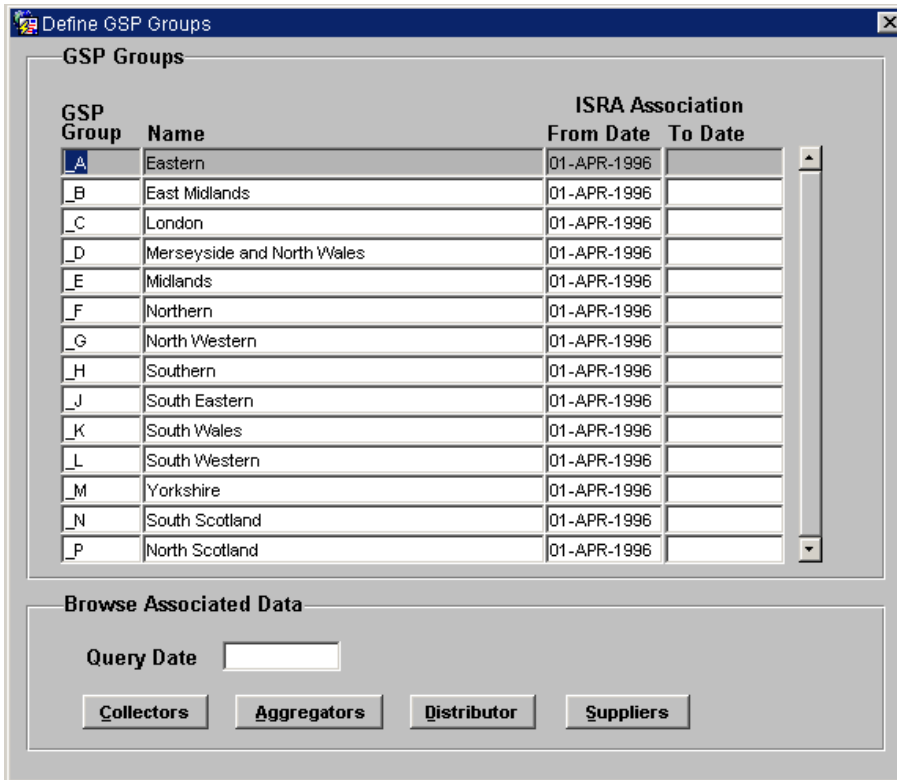 Define GSP Groups
GSP Groups
ISRA Association
GSP Group Name From Date To Date
_A Eastern 01-APR-1996
_B East Midlands 01-APR-1996
_C London 01-APR-1996
_D Merseyside and North Wales 01-APR-1996
_E Midlands 01-APR-1996
_F Northern 01-APR-1996
_G North Western 01-APR-1996
_H Southern 01-APR-1996
_J South Eastern 01-APR-1996
_K South Wales 01-APR-1996
_L South Western 01-APR-1996
_M Yorkshire 01-APR-1996
_N South Scotland 01-APR-1996
_P North Scotland 01-APR-1996
Browse Associated Data
Query Date
Collectors Aggregators Distributor Suppliers